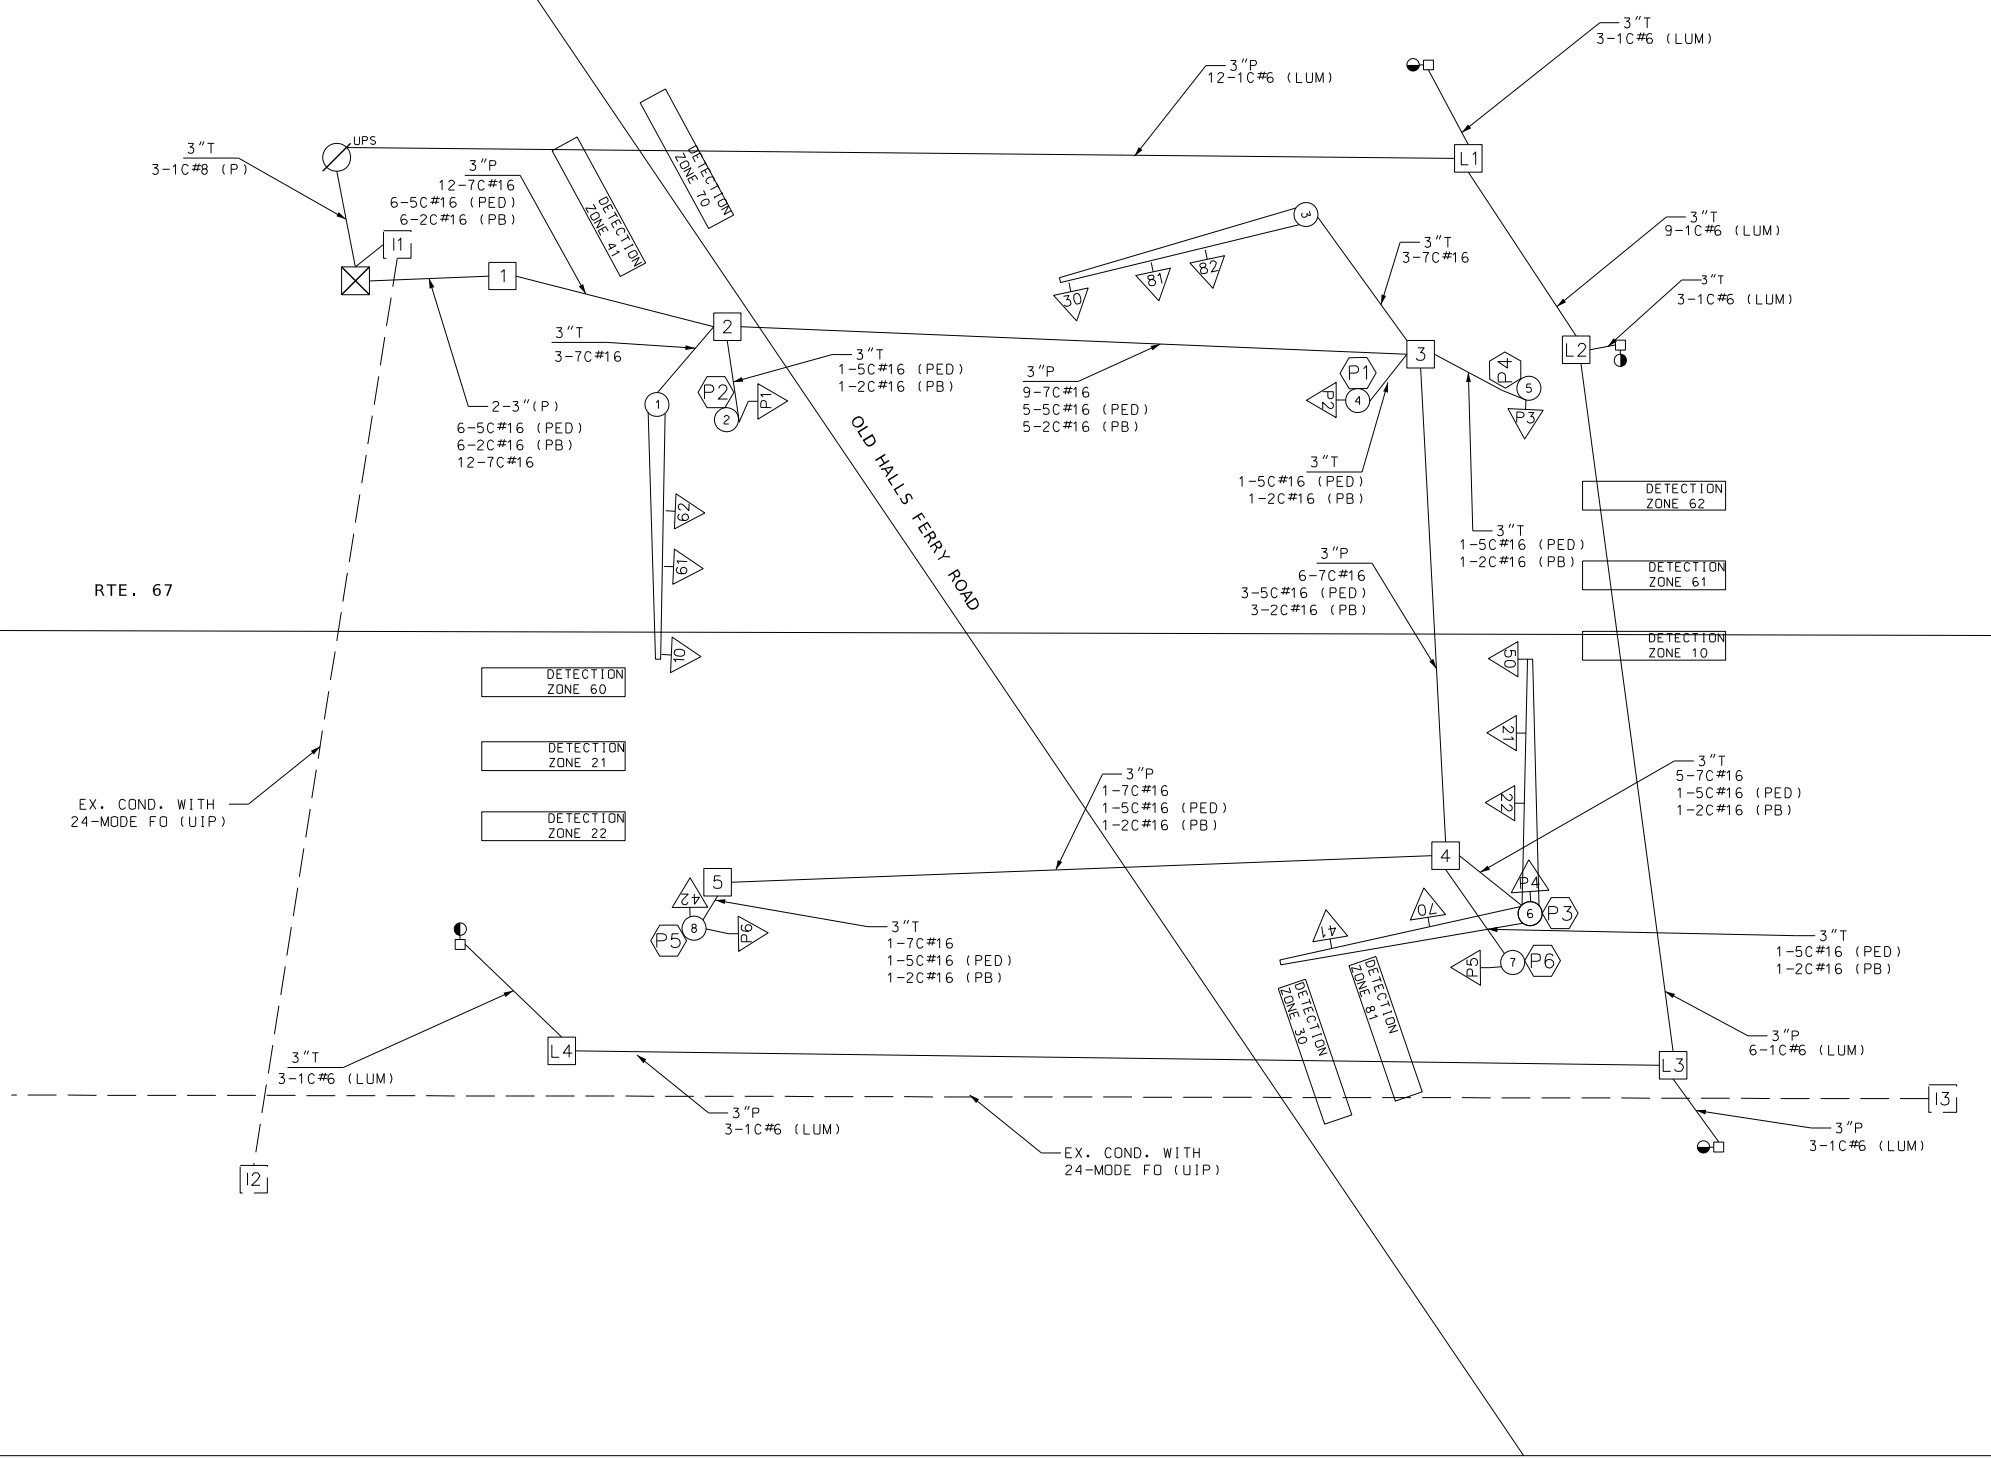 3"T
3-1C#6 (LUM)
3"P
12-1C#6 (LUM)
UPS
3"T
3-1C#8 (P)
3"P
12-7C#16
6-5C#16 (PED)
6-2C#16 (PB)
DETECTION
ZONE 41
DETECTION
ZONE 70
L1
I1
1
2
3"T
3-7C#16
3"T
1-5C#16 (PED)
1-2C#16 (PB)
P2
P1
1
2
2-3"(P)
6-5C#16 (PED)
6-2C#16 (PB)
12-7C#16
3
30
81
82
3"T
3-7C#16
3"T
9-1C#6 (LUM)
3"T
3-1C#6 (LUM)
L2
3
3"P
9-7C#16
5-5C#16 (PED)
5-2C#16 (PB)
P1
P2
4
P4
5
P3
3"T
1-5C#16 (PED)
1-2C#16 (PB)
3"T
1-5C#16 (PED)
1-2C#16 (PB)
DETECTION
ZONE 62
DETECTION
ZONE 61
DETECTION
ZONE 10
62
61
10
OLD HALLS FERRY ROAD
3"P
6-7C#16
3-5C#16 (PED)
3-2C#16 (PB)
RTE. 67
DETECTION
ZONE 60
DETECTION
ZONE 21
DETECTION
ZONE 22
50
21
22
EX. COND. WITH
24-MODE FO (UIP)
3"P
1-7C#16
1-5C#16 (PED)
1-2C#16 (PB)
3"T
5-7C#16
1-5C#16 (PED)
1-2C#16 (PB)
4
5
42
8
P5
P6
3"T
1-7C#16
1-5C#16 (PED)
1-2C#16 (PB)
P4
6
P3
70
41
P5
7
P6
3"T
1-5C#16 (PED)
1-2C#16 (PB)
DETECTION
ZONE 30
DETECTION
ZONE 81
L4
3"T
3-1C#6 (LUM)
3"P
3-1C#6 (LUM)
L3
3"P
6-1C#6 (LUM)
I3
3"P
3-1C#6 (LUM)
EX. COND. WITH
24-MODE FO (UIP)
I2